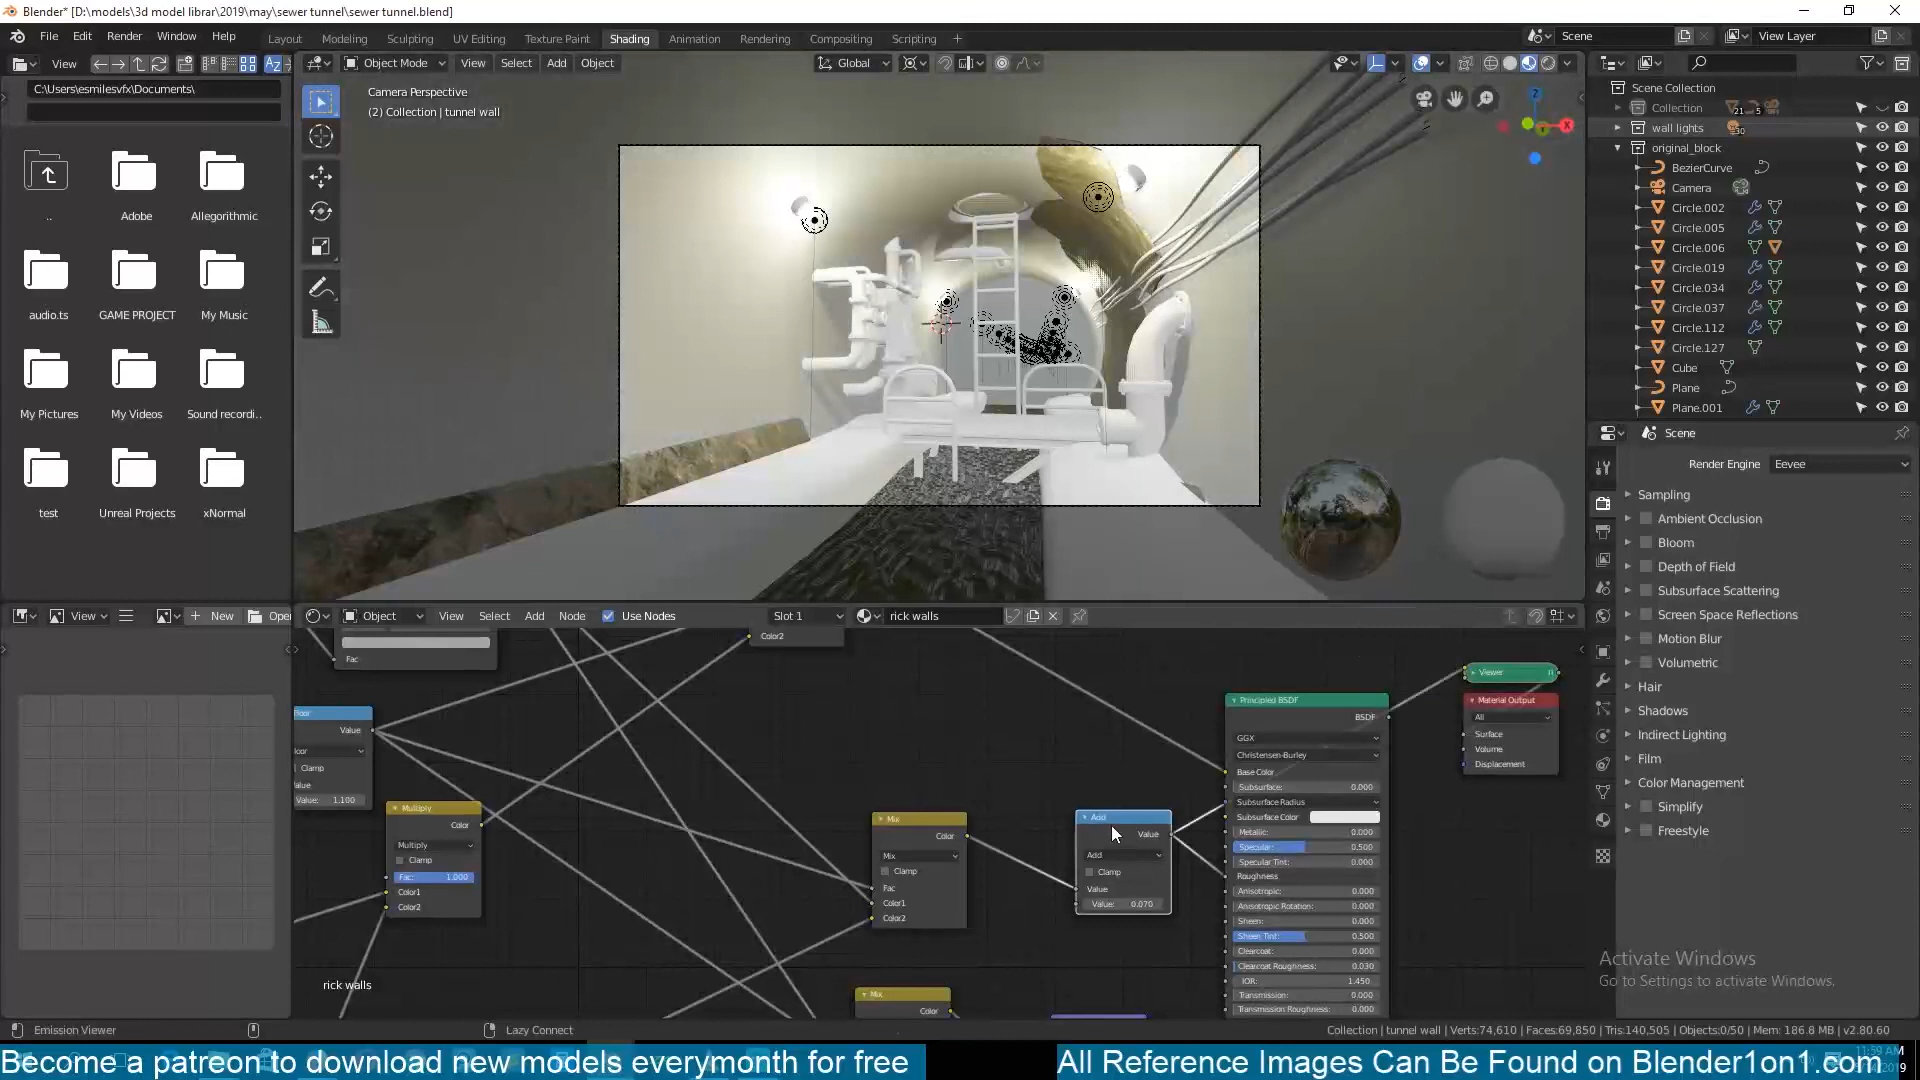 Blender* [D:\models\3d model librar\2019\may\sewer tunnel\sewer tunnel.blend]
File Edit Render Window Help
Layout Modeling Sculpting UV Editing Texture Paint Shading Animation Rendering Compositing Scripting +
Scene
View Layer
View
Object Mode View Select Add Object
Global
C:\Users\esmilesvfx\Documents\
..
Adobe
Allegorithmic
audio.ts
GAME PROJECT
My Music
My Pictures
My Videos
Sound recordi..
test
Unreal Projects
xNormal
Camera Perspective
(2) Collection | tunnel wall
Z
X
Scene Collection
Collection
21
5
wall lights
30
original_block
BezierCurve
Camera
Circle.002
Circle.005
Circle.006
Circle.019
Circle.034
Circle.037
Circle.112
Circle.127
Cube
Plane
Plane.001
Scene
Render Engine Eevee
Sampling
Ambient Occlusion
Bloom
Depth of Field
Subsurface Scattering
Screen Space Reflections
Motion Blur
Volumetric
Hair
Shadows
Indirect Lighting
Film
Color Management
Simplify
Freestyle
View
New
Open
Object View Select Add Node Use Nodes
Slot 1
rick walls
Color2
Fac
Value
Clamp
Value: 1.100
Multiply
Color
Multiply
Clamp
Fac: 1.000
Color1
Color2
Mix
Color
Mix
Clamp
Fac
Color1
Color2
Mix
Color
Add
Value
Add
Clamp
Value
Value: 0.070
Principled BSDF
BSDF
GGX
Christensen-Burley
Base Color
Subsurface: 0.000
Subsurface Radius
Subsurface Color
Metallic: 0.000
Specular: 0.500
Specular Tint: 0.000
Roughness
Anisotropic: 0.000
Anisotropic Rotation: 0.000
Sheen: 0.000
Sheen Tint: 0.500
Clearcoat: 0.000
Clearcoat Roughness: 0.030
IOR: 1.450
Transmission: 0.000
Transmission Roughness: 0.000
Viewer
Material Output
All
Surface
Volume
Displacement
rick walls
Activate Windows
Go to Settings to activate Windows.
Emission Viewer
Lazy Connect
Collection | tunnel wall | Verts:74,610 | Faces:69,850 | Tris:140,505 | Objects:0/50 | Mem: 186.8 MB | v2.80.60
Become a patreon to download new models everymonth for free
All Reference Images Can Be Found on Blender1on1.com
11:59 AM